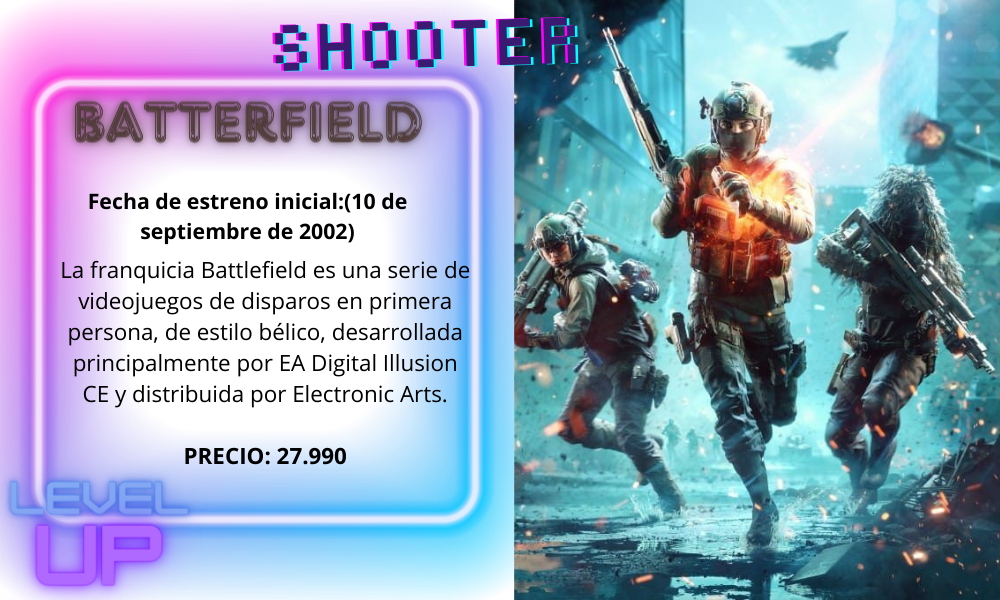 SHOOTER
BATTERFIELD
Fecha de estreno inicial:(10 de
septiembre de 2002)
La franquicia Battlefield es una serie de
videojuegos de disparos en primera
persona, de estilo bélico, desarrollada
principalmente por EA Digital Illusion
CE y distribuida por Electronic Arts.
PRECIO: 27.990
LEVEL
UP